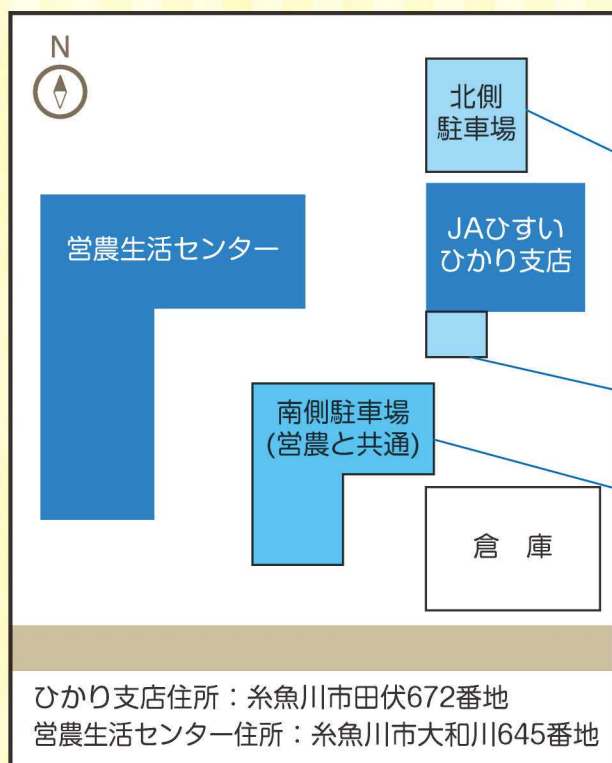 N
北側
駐車場
営農生活センター
JAひすい
ひかり支店
南側駐車場
(営農と共通)
倉　庫
ひかり支店住所：糸魚川市田伏672番地
営農生活センター住所：糸魚川市大和川645番地